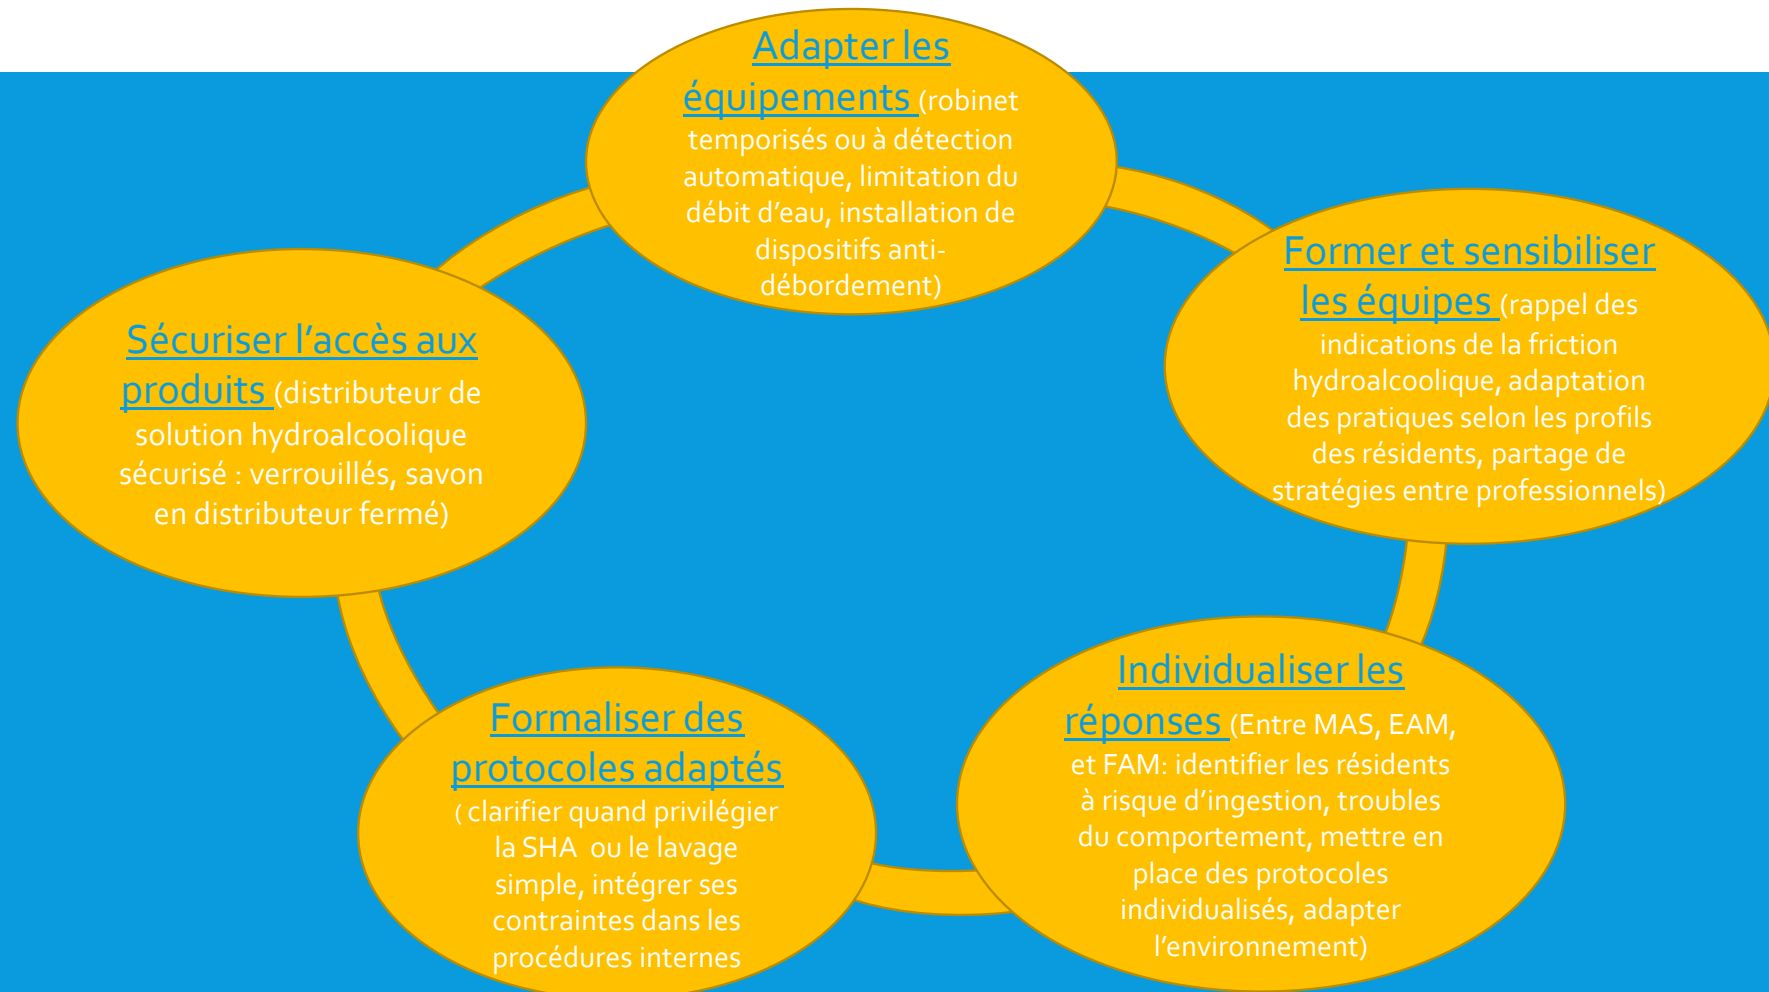 Adapter les
équipements (robinet
temporisés ou à détection
automatique, limitation du
débit d’eau, installation de
dispositifs anti-
débordement)
Former et sensibiliser
les équipes (rappel des
indications de la friction
hydroalcoolique, adaptation
des pratiques selon les profils
des résidents, partage de
stratégies entre professionnels)
Individualiser les
réponses (Entre MAS, EAM,
et FAM: identifier les résidents
à risque d’ingestion, troubles
du comportement, mettre en
place des protocoles
individualisés, adapter
l’environnement)
Formaliser des
protocoles adaptés
( clarifier quand privilégier
la SHA ou le lavage
simple, intégrer ses
contraintes dans les
procédures internes
Sécuriser l’accès aux
produits (distributeur de
solution hydroalcoolique
sécurisé : verrouillés, savon
en distributeur fermé)